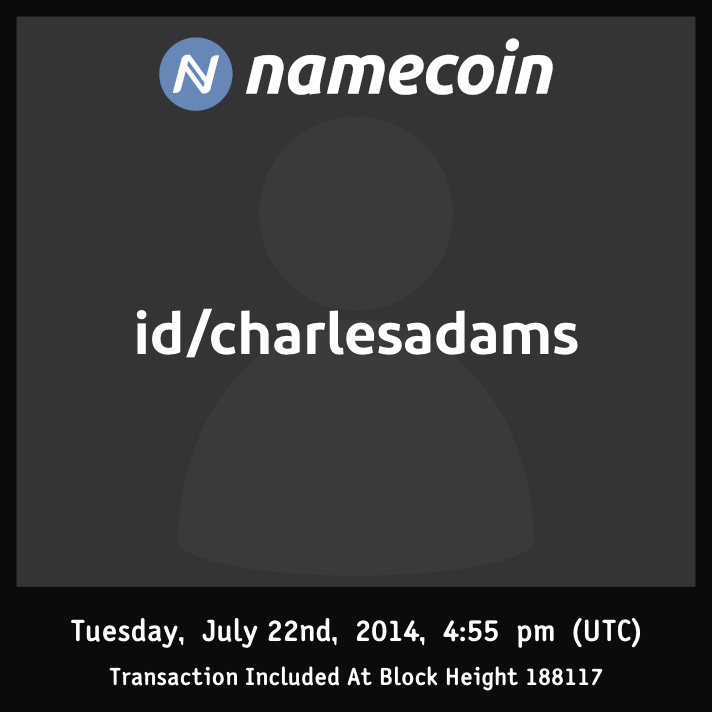 namecoin
id/charlesadams
Tuesday, July 22nd, 2014, 4:55 pm (UTC)
Transaction Included At Block Height 188117